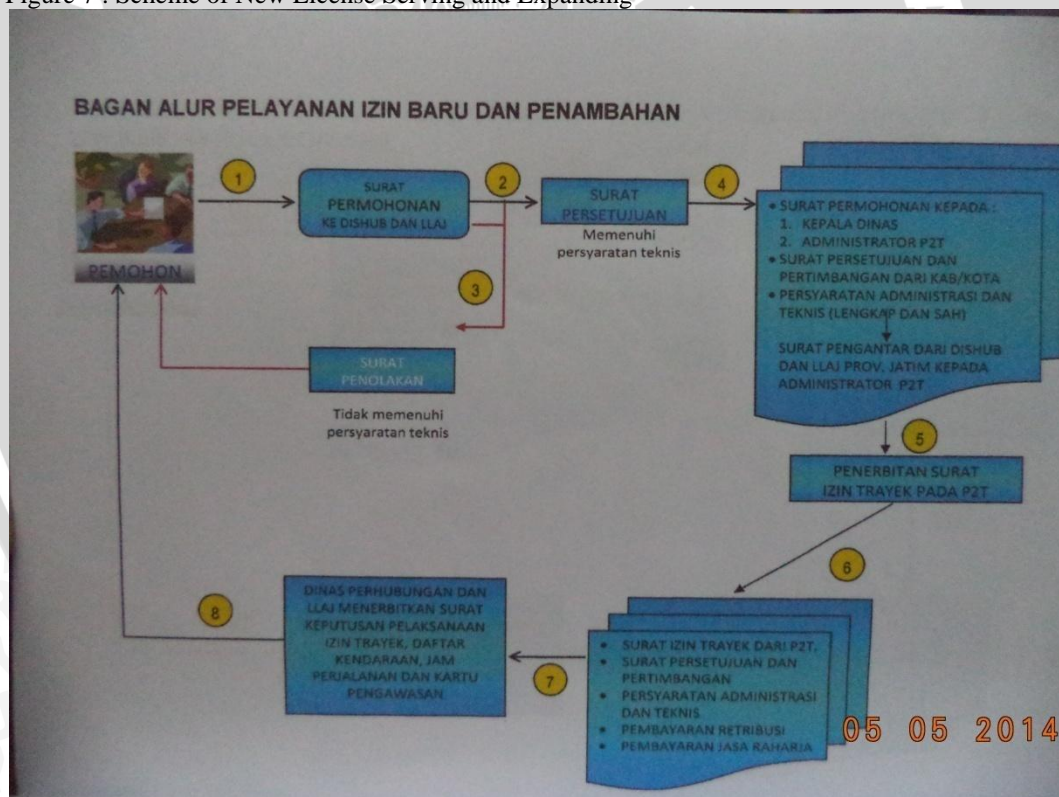 Figure 7 : Scheme of New License Serving and Expanding
BAGAN ALUR PELAYANAN IZIN BARU DAN PENAMBAHAN
PEMOHON
1
SURAT
PERMOHONAN
KE DISHUB DAN LLAJ
2
SURAT
PERSETUJUAN
Memenuhi
persyaratan teknis
3
SURAT
PENOLAKAN
Tidak memenuhi
persyaratan teknis
4
• SURAT PERMOHONAN KEPADA :
1. KEPALA DINAS
2. ADMINISTRATOR P2T
• SURAT PERSETUJUAN DAN
PERTIMBANGAN DARI KAB/KOTA
• PERSYARATAN ADMINISTRASI DAN
TEKNIS (LENGKAP DAN SAH)
SURAT PENGANTAR DARI DISHUB
DAN LLAJ PROV. JATIM KEPADA
ADMINISTRATOR P2T
5
PENERBITAN SURAT
IZIN TRAYEK PADA P2T
6
• SURAT IZIN TRAYEK DARI P2T.
• SURAT PERSETUJUAN DAN
PERTIMBANGAN
• PERSYARATAN ADMINISTRASI
DAN TEKNIS
• PEMBAYARAN RETRIBUSI
• PEMBAYARAN JASA RAHARJA
7
DINAS PERHUBUNGAN DAN
LLAJ MENERBITKAN SURAT
KEPUTUSAN PELAKSANAAN
IZIN TRAYEK, DAFTAR
KENDARAAN, JAM
PERJALANAN DAN KARTU
PENGAWASAN
8
05 05 2014